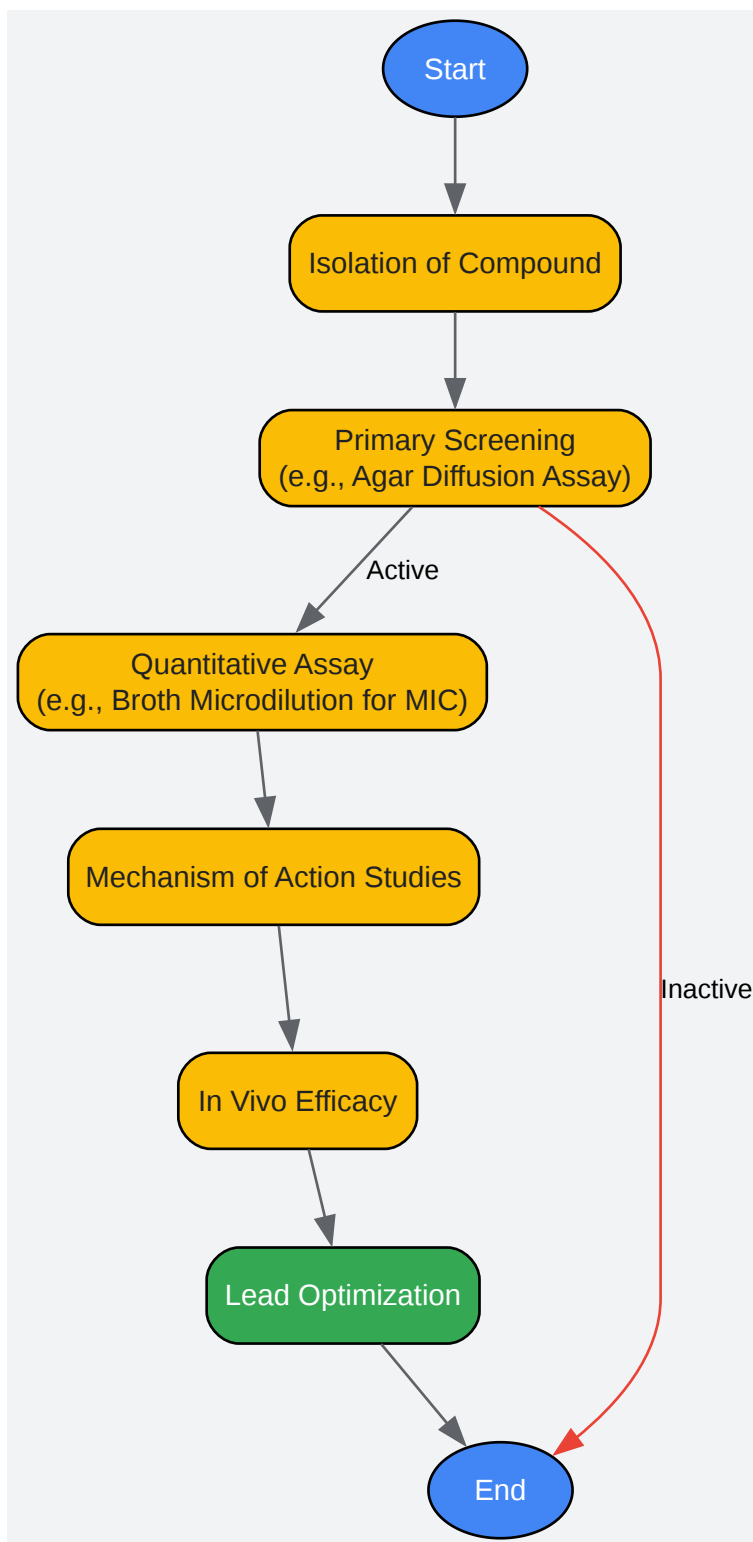 Start
Isolation of Compound
Primary Screening
(e.g., Agar Diffusion Assay)
Active
Quantitative Assay
(e.g., Broth Microdilution for MIC)
Mechanism of Action Studies
Inactive
In Vivo Efficacy
Lead Optimization
End